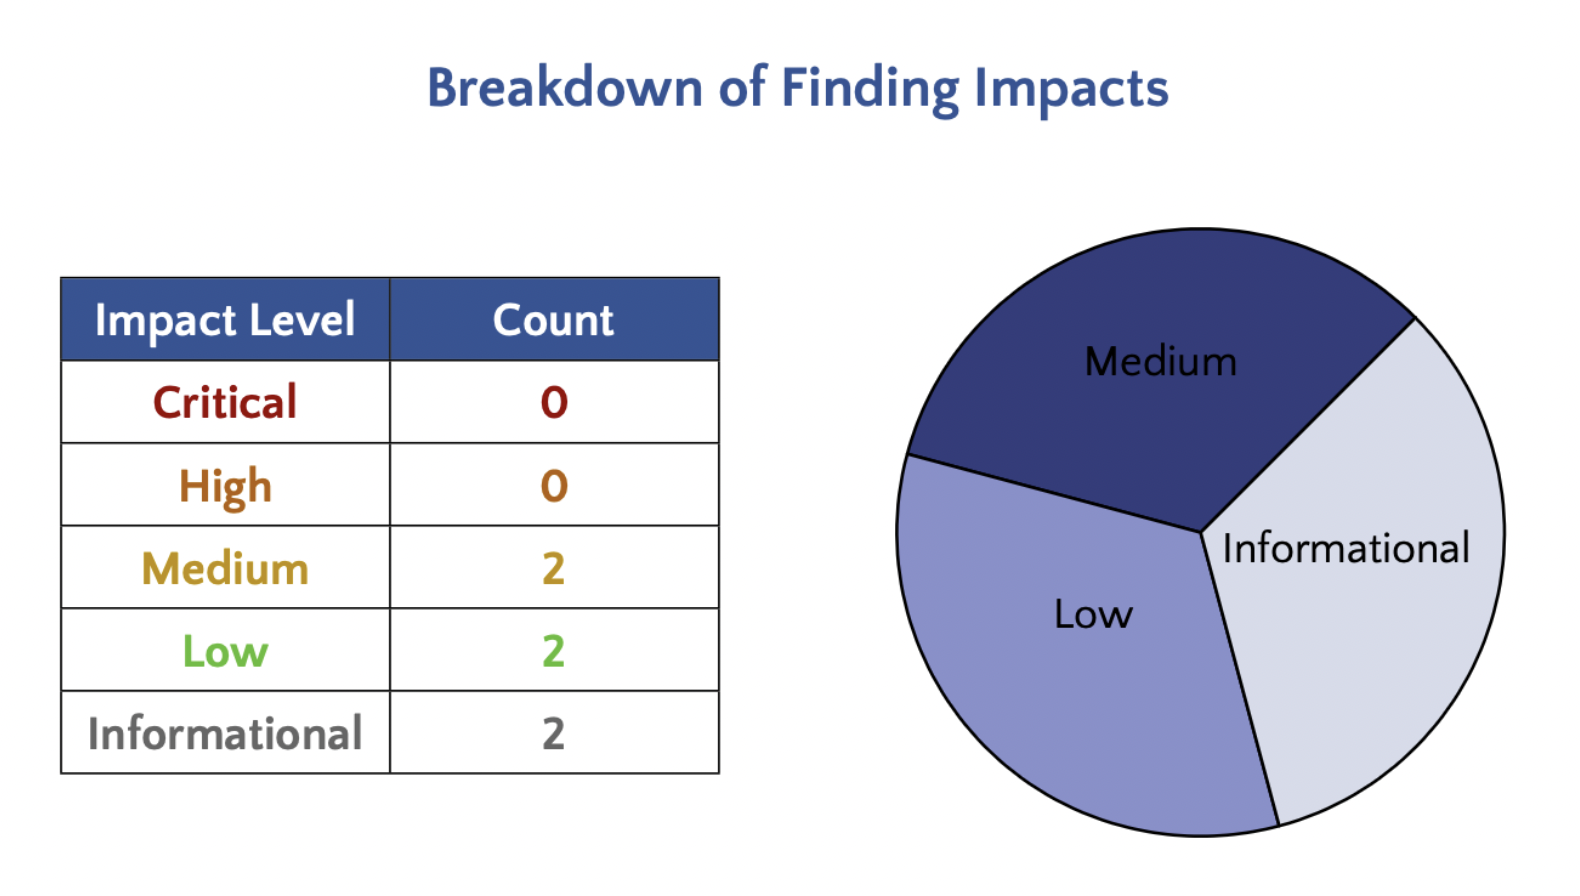 Breakdown of Finding Impacts
Impact Level Count
Critical 0
High 0
Medium 2
Low 2
Informational 2
Medium
Informational
Low